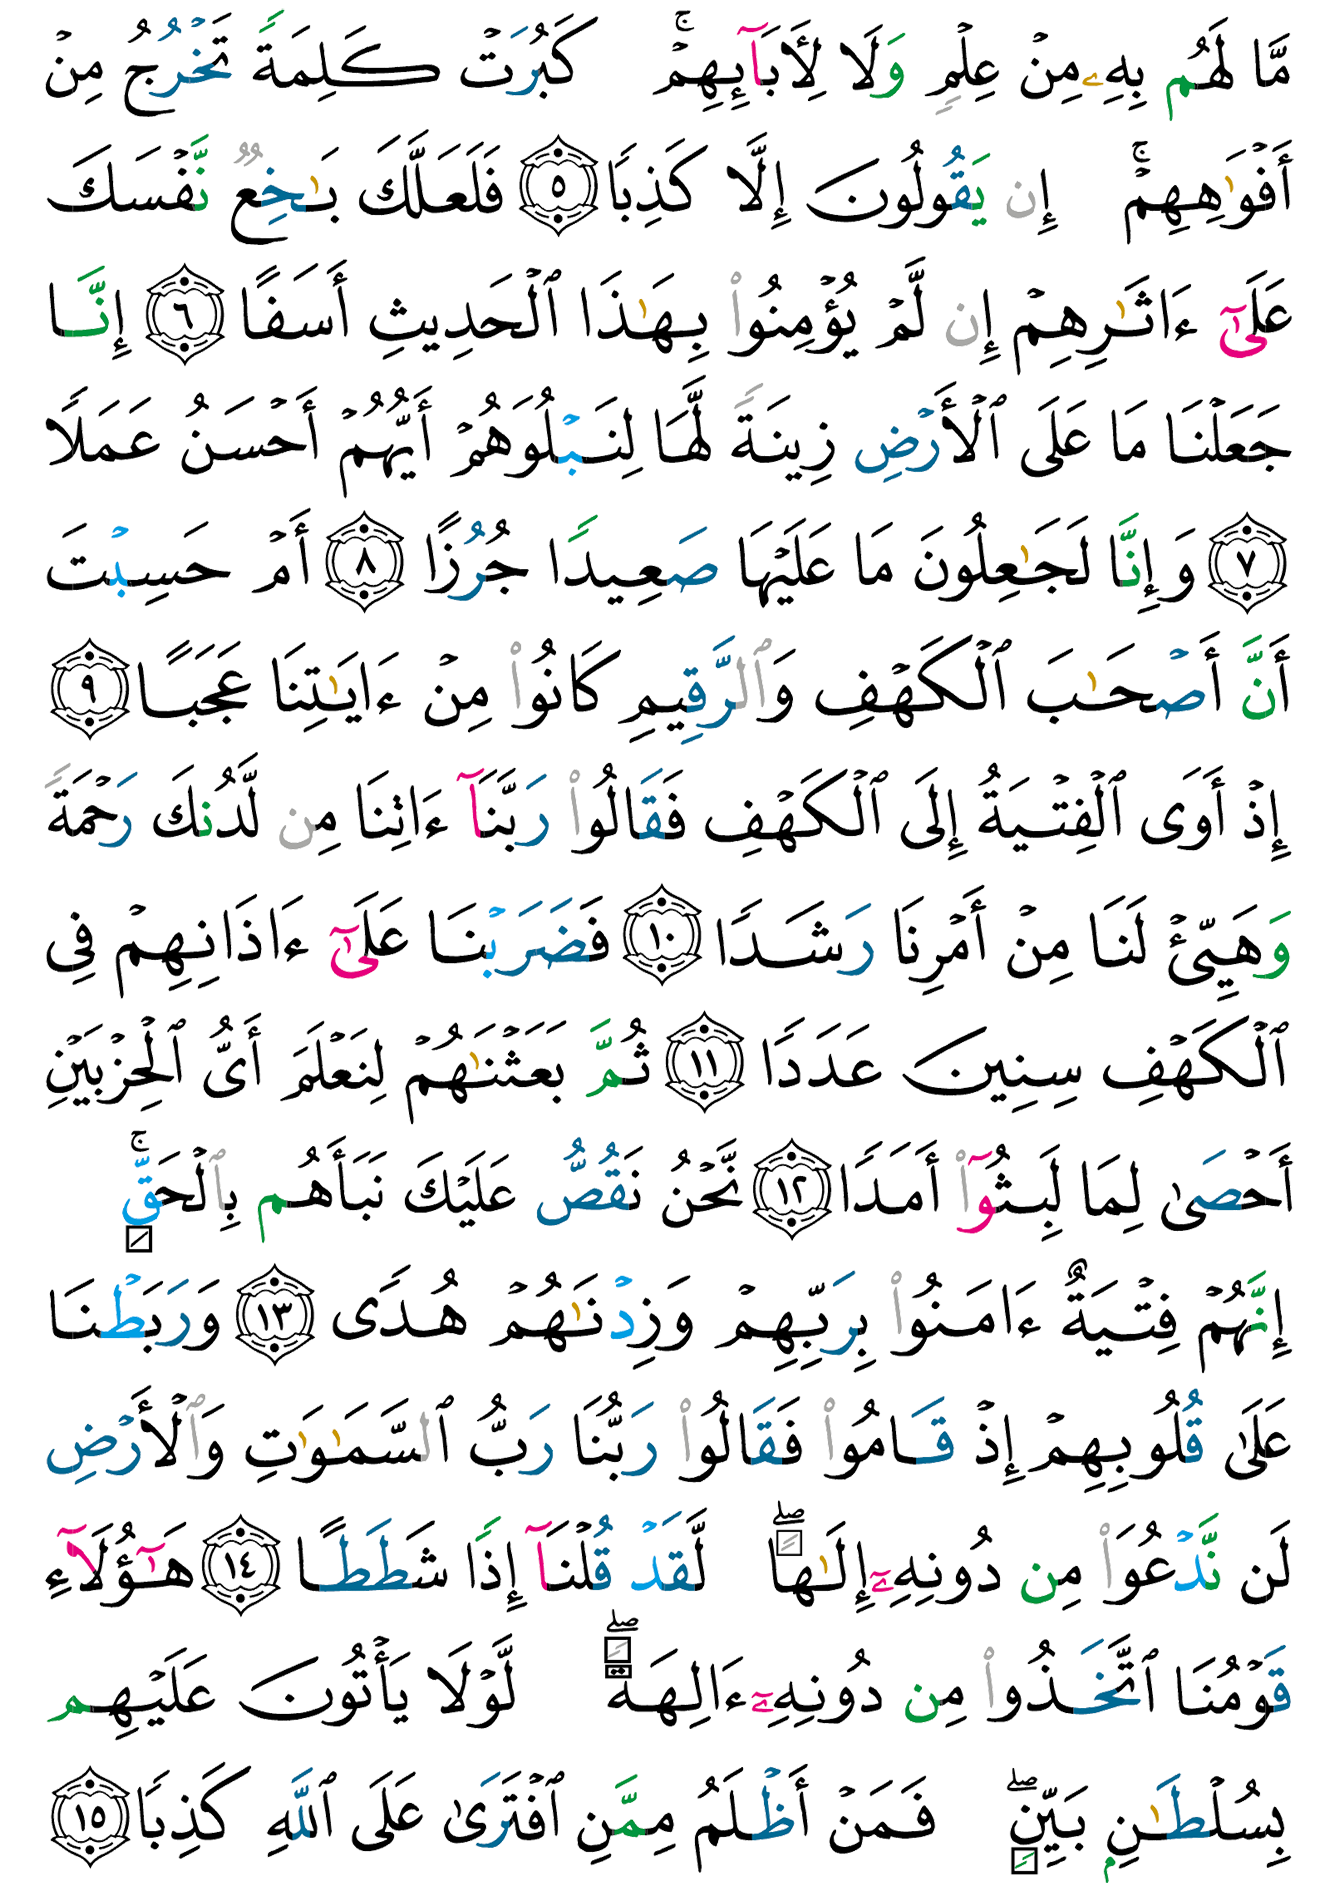 مَّا لَهُم بِهِۦ مِنْ عِلْمٍ وَلَا لِأَبَآئِهِمْ ۚ كَبُرَتْ كَلِمَةً تَخْرُجُ مِنْ
أَفْوَٰهِهِمْ ۚ إِن يَقُولُونَ إِلَّا كَذِبًا ٥ فَلَعَلَّكَ بَـٰخِعٌ نَّفْسَكَ
عَلَىٰٓ ءَاثَـٰرِهِمْ إِن لَّمْ يُؤْمِنُوا۟ بِهَـٰذَا ٱلْحَدِيثِ أَسَفًا ٦ إِنَّا
جَعَلْنَا مَا عَلَى ٱلْأَرْضِ زِينَةً لَّهَا لِنَبْلُوَهُمْ أَيُّهُمْ أَحْسَنُ عَمَلًا
٧ وَإِنَّا لَجَـٰعِلُونَ مَا عَلَيْهَا صَعِيدًا جُرُزًا ٨ أَمْ حَسِبْتَ
أَنَّ أَصْحَـٰبَ ٱلْكَهْفِ وَٱلرَّقِيمِ كَانُوا۟ مِنْ ءَايَـٰتِنَا عَجَبًا ٩
إِذْ أَوَى ٱلْفِتْيَةُ إِلَى ٱلْكَهْفِ فَقَالُوا۟ رَبَّنَآ ءَاتِنَا مِن لَّدُنكَ رَحْمَةً
وَهَيِّئْ لَنَا مِنْ أَمْرِنَا رَشَدًا ١٠ فَضَرَبْنَا عَلَىٰٓ ءَاذَانِهِمْ فِى
ٱلْكَهْفِ سِنِينَ عَدَدًا ١١ ثُمَّ بَعَثْنَـٰهُمْ لِنَعْلَمَ أَىُّ ٱلْحِزْبَيْنِ
أَحْصَىٰ لِمَا لَبِثُوٓا۟ أَمَدًا ١٢ نَّحْنُ نَقُصُّ عَلَيْكَ نَبَأَهُم بِٱلْحَقِّ ۚ
إِنَّهُمْ فِتْيَةٌ ءَامَنُوا۟ بِرَبِّهِمْ وَزِدْنَـٰهُمْ هُدًى ١٣ وَرَبَطْنَا
عَلَىٰ قُلُوبِهِمْ إِذْ قَامُوا۟ فَقَالُوا۟ رَبُّنَا رَبُّ ٱلسَّمَـٰوَٰتِ وَٱلْأَرْضِ
لَن نَّدْعُوَا۟ مِن دُونِهِۦٓ إِلَـٰهًا ۖ لَّقَدْ قُلْنَآ إِذًا شَطَطًا ١٤ هَـٰٓؤُلَآءِ
قَوْمُنَا ٱتَّخَذُوا۟ مِن دُونِهِۦٓ ءَالِهَةً ۖ لَّوْلَا يَأْتُونَ عَلَيْهِم
بِسُلْطَـٰنٍۭ بَيِّنٍ ۖ فَمَنْ أَظْلَمُ مِمَّنِ ٱفْتَرَىٰ عَلَى ٱللَّهِ كَذِبًا ١٥